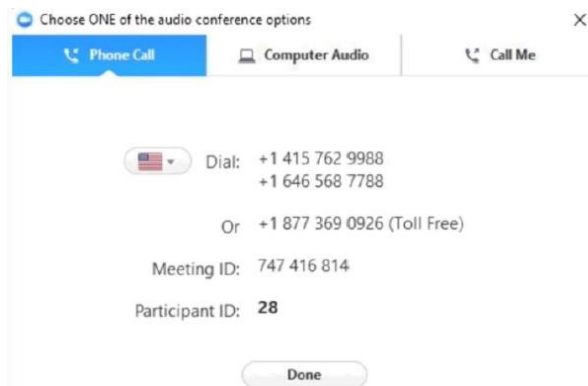 Choose ONE of the audio conference options
Phone Call Computer Audio Call Me
Dial: +1 415 762 9988
+1 646 568 7788
Or +1 877 369 0926 (Toll Free)
Meeting ID: 747 416 814
Participant ID: 28
Done